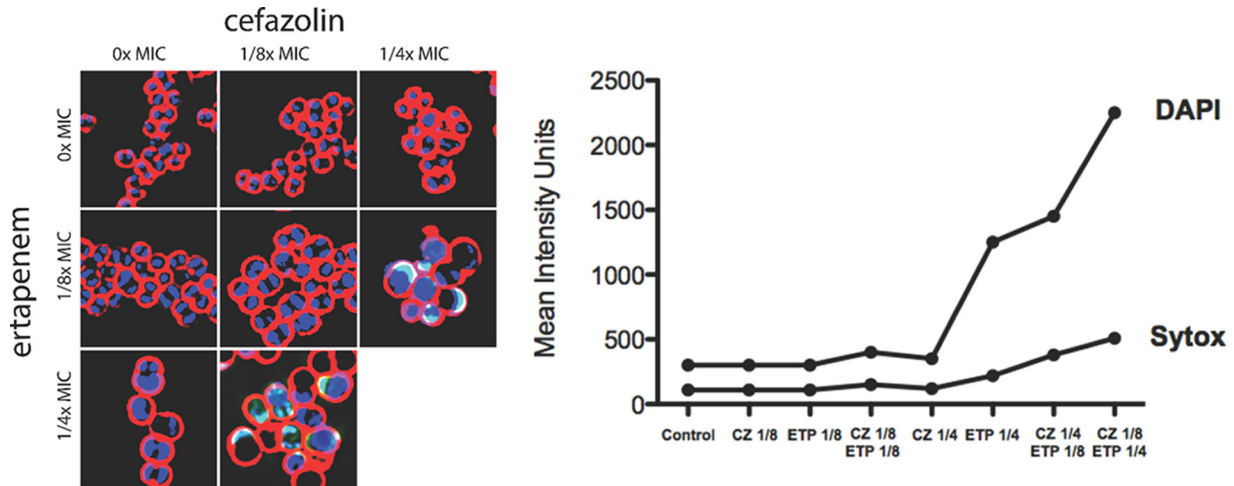 cefazolin
0x MIC
1/8x MIC
1/4x MIC
ertapenem
0x MIC
1/8x MIC
1/4x MIC
Mean Intensity Units
2500
2000
1500
1000
500
0
DAPI
Sytox
Control
CZ 1/8
ETP 1/8
CZ 1/8
ETP 1/8
CZ 1/4
ETP 1/4
CZ 1/4
ETP 1/8
CZ 1/8
ETP 1/4